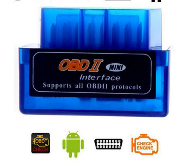 OBD II MINI
Interface
Supports all OBDII protocols
CHECK
ENGINE